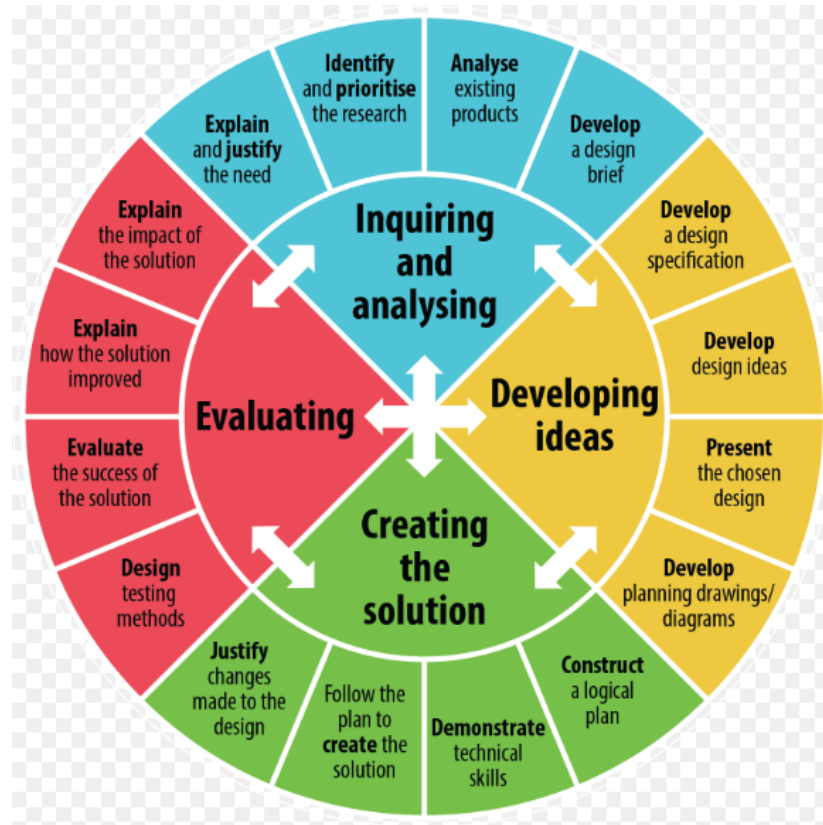 Inquiring
and
analysing
Explain
and justify
the need
Identify
and prioritise
the research
Analyse
existing
products
Develop
a design
brief
Developing
ideas
Develop
a design
specification
Develop
design ideas
Present
the chosen
design
Develop
planning drawings/
diagrams
Creating
the
solution
Construct
a logical
plan
Demonstrate
technical
skills
Follow the
plan to
create the
solution
Justify
changes
made to the
design
Evaluating
Design
testing
methods
Evaluate
the success of
the solution
Explain
how the solution
improved
Explain
the impact of
the solution